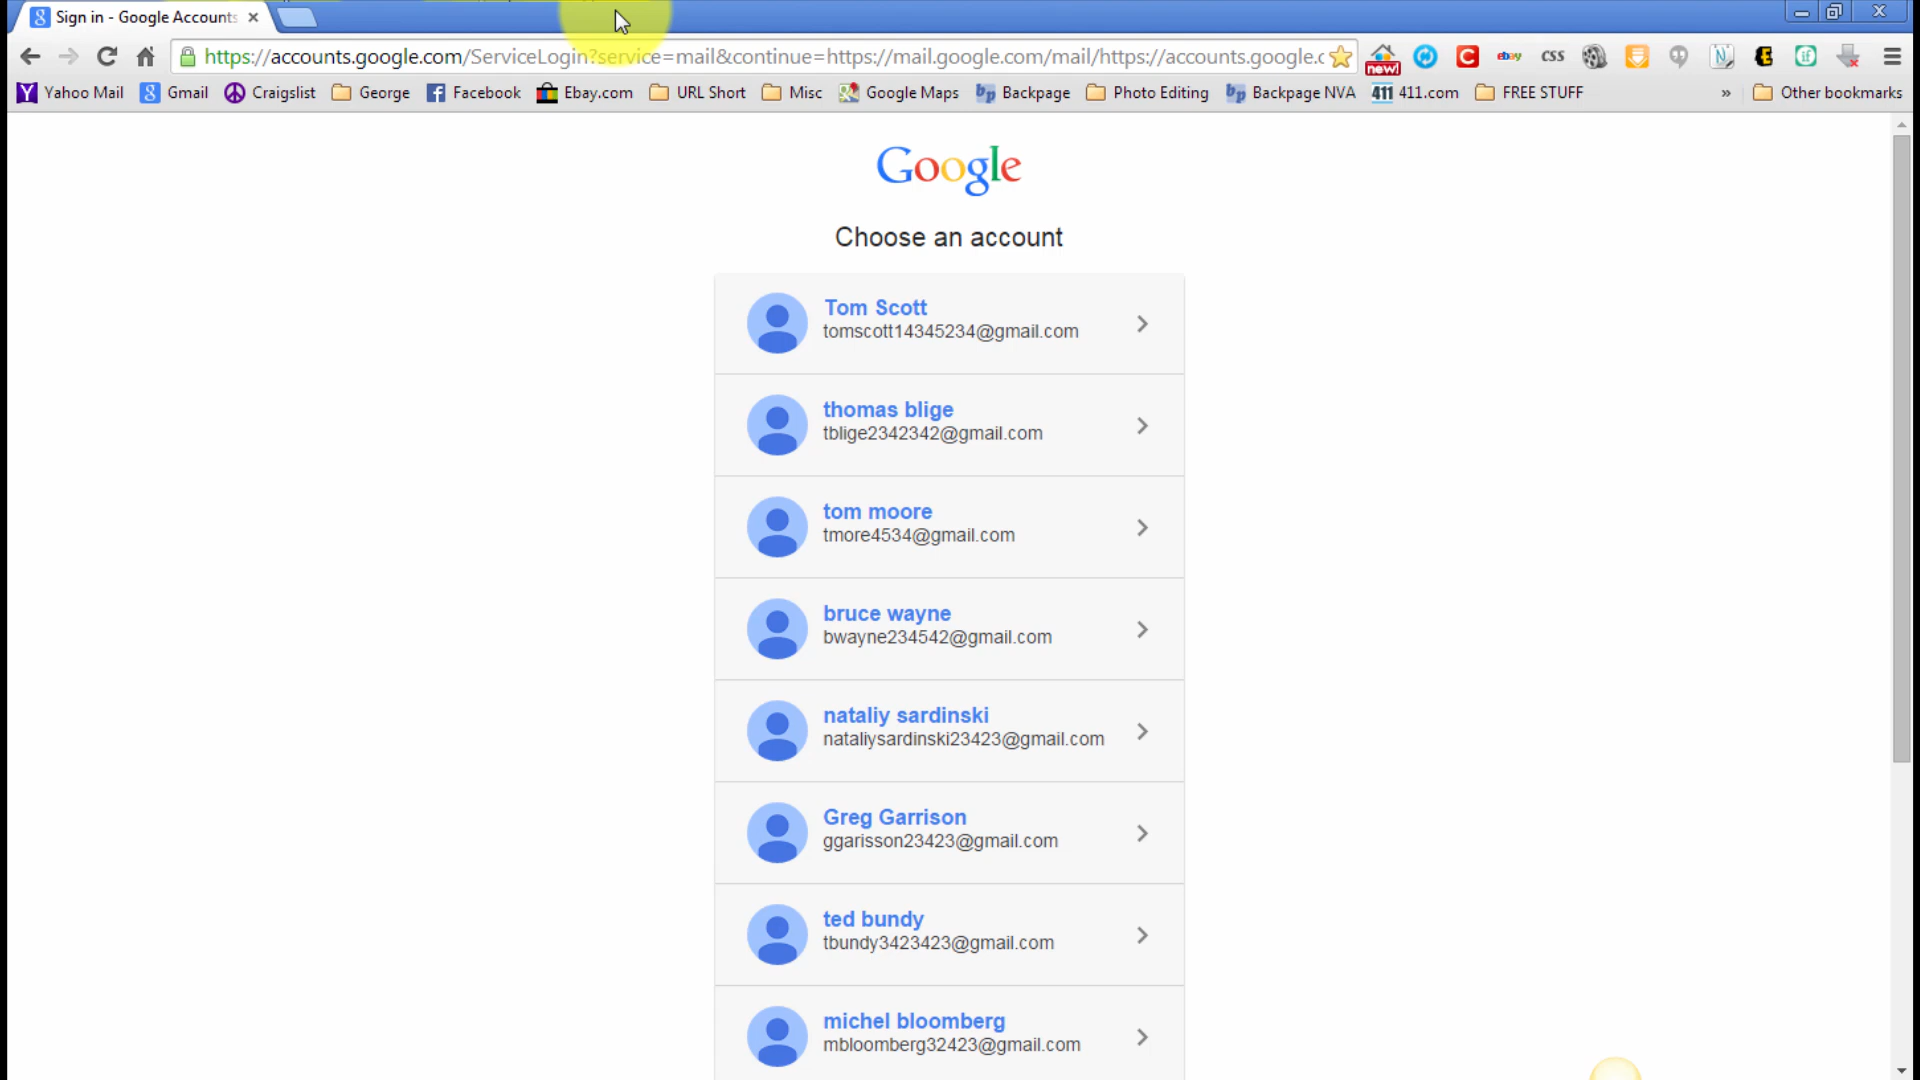 Sign in - Google Accounts
https://accounts.google.com/ServiceLogin?service=mail&continue=https://mail.google.com/mail/https://accounts.google.c
new!
C
ebay
CSS
Yahoo Mail
Gmail
Craigslist
George
Facebook
Ebay.com
URL Short
Misc
Google Maps
Backpage
Photo Editing
Backpage NVA
411.com
FREE STUFF
»
Other bookmarks
Google
Choose an account
Tom Scott
tomscott14345234@gmail.com
thomas blige
tblige2342342@gmail.com
tom moore
tmore4534@gmail.com
bruce wayne
bwayne234542@gmail.com
nataliy sardinski
nataliysardinski23423@gmail.com
Greg Garrison
ggarisson23423@gmail.com
ted bundy
tbundy3423423@gmail.com
michel bloomberg
mbloomberg32423@gmail.com